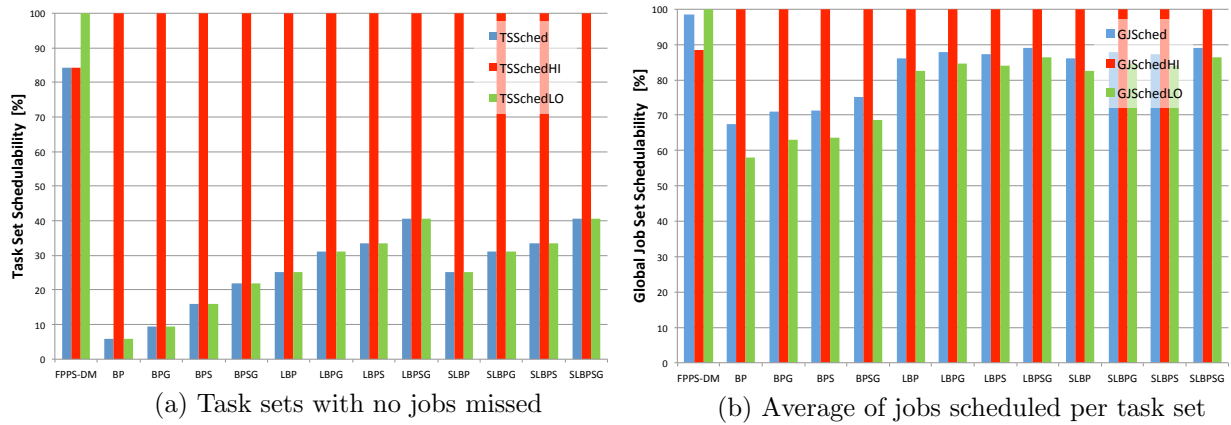 Task Set Schedulability [%]
100
90
80
70
60
50
40
30
20
10
0
TSSched
TSSchedHI
TSSchedLO
FPPS-DM BP BPG BPS BPSG LBP LBPG LBPS LBPSG SLBP SLBPG SLBPS SLBPSG
(a) Task sets with no jobs missed
Global Job Set Schedulability [%]
100
90
80
70
60
50
40
30
20
10
0
GJSched
GJSchedHI
GJSchedLO
FPPS-DM BP BPG BPS BPSG LBP LBPG LBPS LBPSG SLBP SLBPG SLBPS SLBPSG
(b) Average of jobs scheduled per task set